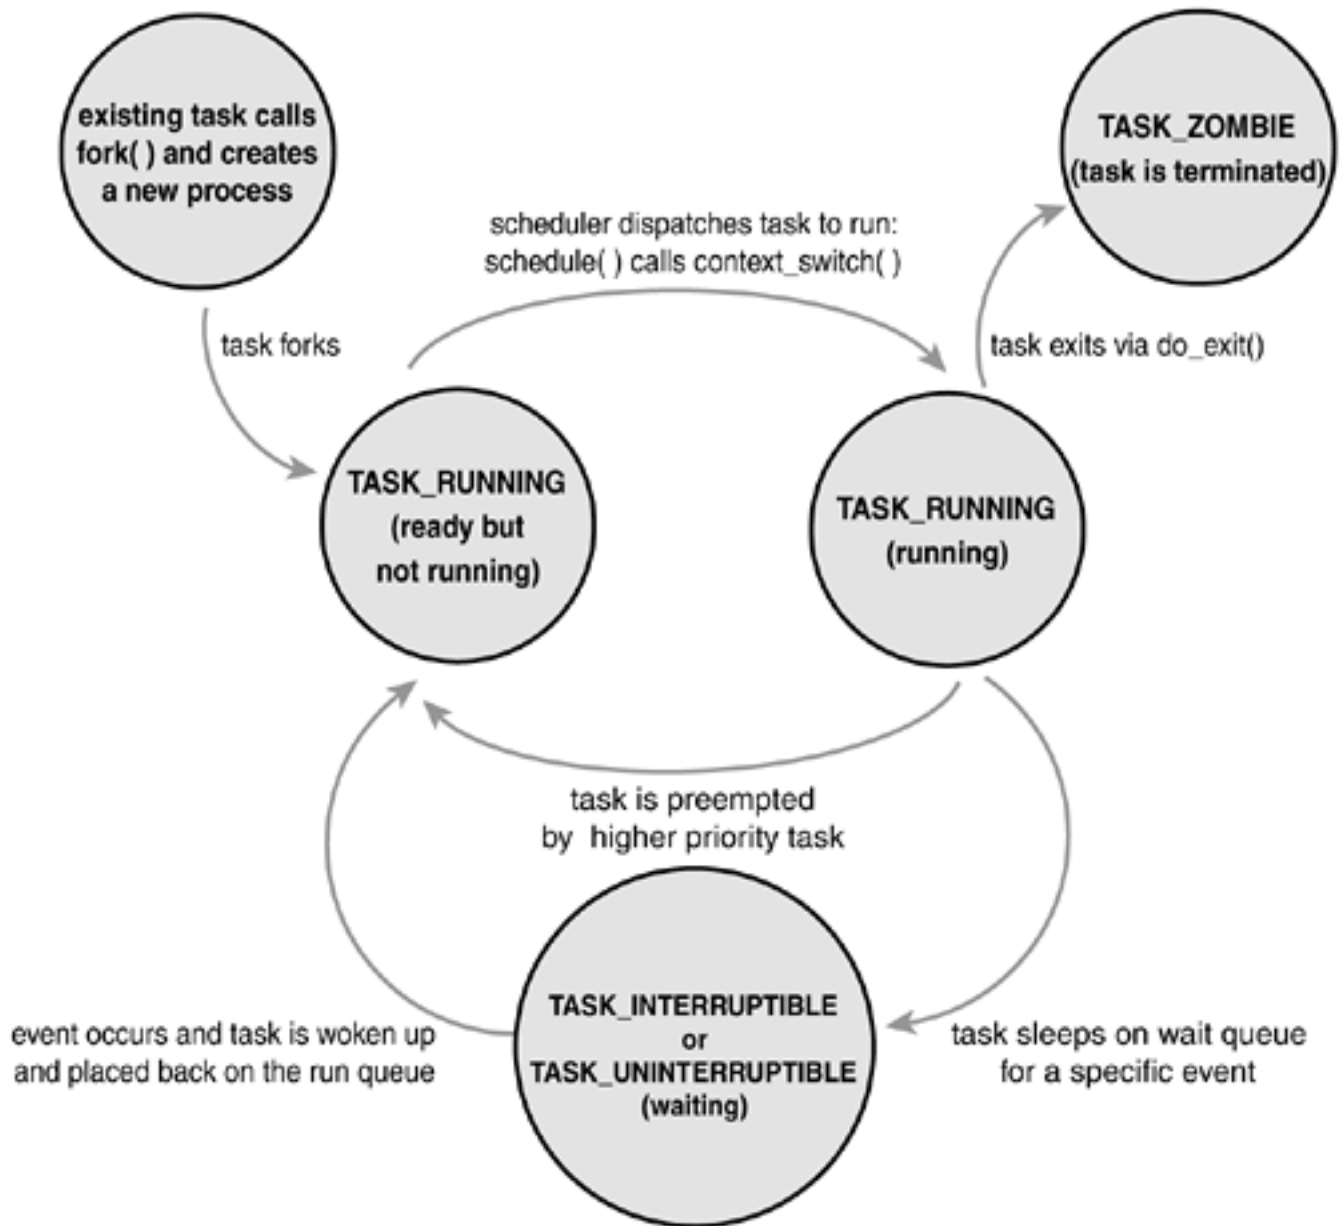 existing task calls
fork( ) and creates
a new process
TASK_ZOMBIE
(task is terminated)
scheduler dispatches task to run:
schedule( ) calls context_switch( )
task forks
task exits via do_exit()
TASK_RUNNING
(ready but
not running)
TASK_RUNNING
(running)
task is preempted
by higher priority task
TASK_INTERRUPTIBLE
or
TASK_UNINTERRUPTIBLE
(waiting)
event occurs and task is woken up
and placed back on the run queue
task sleeps on wait queue
for a specific event